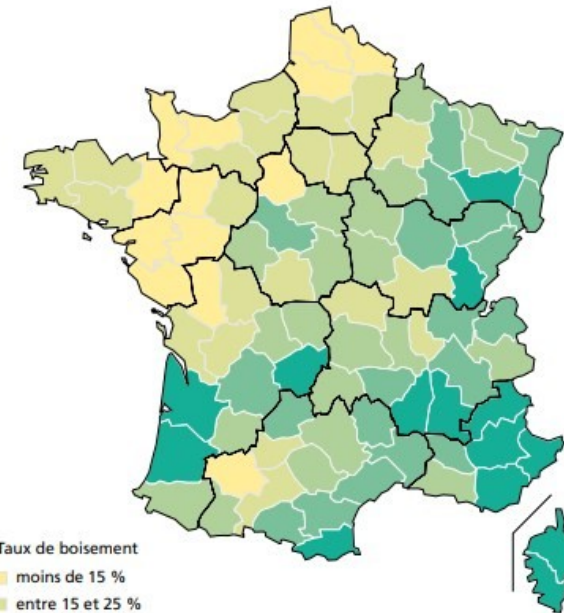 Taux de boisement
moins de 15 %
entre 15 et 25 %